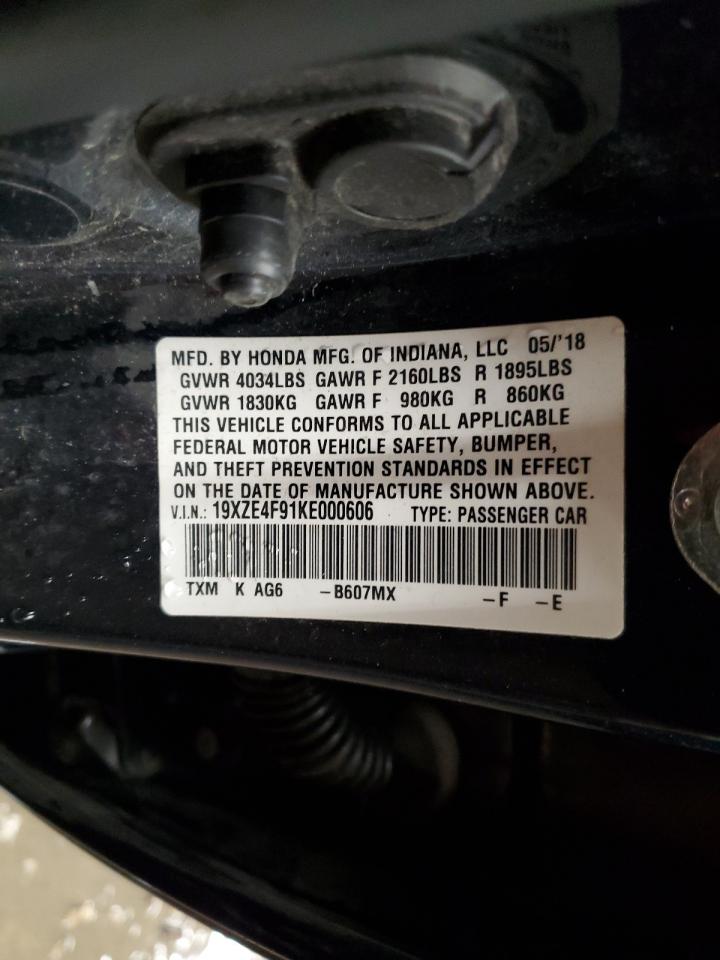 MFD. BY HONDA MFG. OF INDIANA, LLC 05/'18
GVWR 4034LBS GAWR F 2160LBS R 1895LBS
GVWR 1830KG GAWR F 980KG R 860KG
THIS VEHICLE CONFORMS TO ALL APPLICABLE
FEDERAL MOTOR VEHICLE SAFETY, BUMPER,
AND THEFT PREVENTION STANDARDS IN EFFECT
ON THE DATE OF MANUFACTURE SHOWN ABOVE.
V.I.N.: 19XZE4F91KE000606 TYPE: PASSENGER CAR
TXM K AG6 -B607MX -F -E